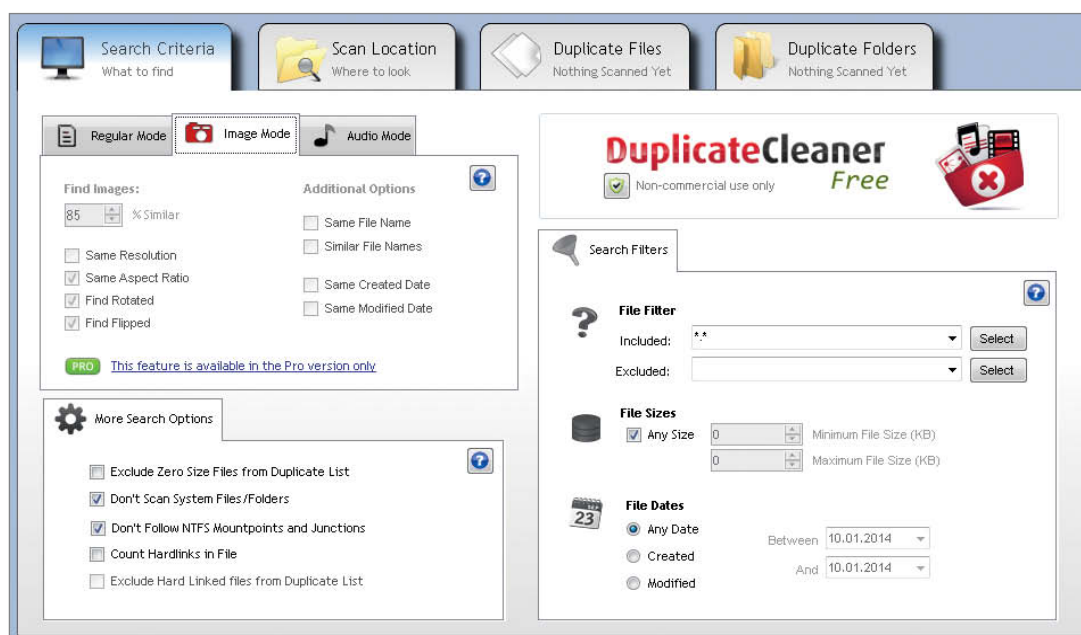 Search Criteria
What to find
Scan Location
Where to look
Duplicate Files
Nothing Scanned Yet
Duplicate Folders
Nothing Scanned Yet
Regular Mode
Image Mode
Audio Mode
Find Images:
85 % Similar
Same Resolution
Same Aspect Ratio
Find Rotated
Find Flipped
Additional Options
Same File Name
Similar File Names
Same Created Date
Same Modified Date
PRO This feature is available in the Pro version only
More Search Options
Exclude Zero Size Files from Duplicate List
Don't Scan System Files/Folders
Don't Follow NTFS Mountpoints and Junctions
Count Hardlinks in File
Exclude Hard Linked files from Duplicate List
DuplicateCleaner
Non-commercial use only Free
Search Filters
File Filter
Included: *.* Select
Excluded: Select
File Sizes
Any Size 0 Minimum File Size (KB)
0 Maximum File Size (KB)
23
File Dates
Any Date
Created
Modified
Between 10.01.2014
And 10.01.2014